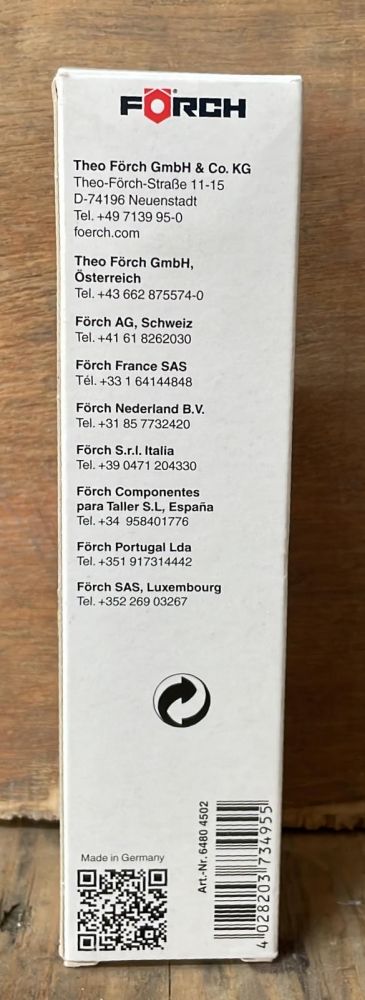 FÖRCH
Theo Förch GmbH & Co. KG
Theo-Förch-Straße 11-15
D-74196 Neuenstadt
Tel. +49 7139 95-0
foerch.com
Theo Förch GmbH,
Österreich
Tel. +43 662 875574-0
Förch AG, Schweiz
Tel. +41 61 8262030
Förch France SAS
Tél. +33 1 64144848
Förch Nederland B.V.
Tel. +31 85 7732420
Förch S.r.l. Italia
Tel. +39 0471 204330
Förch Componentes
para Taller S.L, España
Tel. +34 958401776
Förch Portugal Lda
Tel. +351 917314442
Förch SAS, Luxembourg
Tel. +352 269 03267
Made in Germany
Art.-Nr. 6480 4502
4 028203 734955